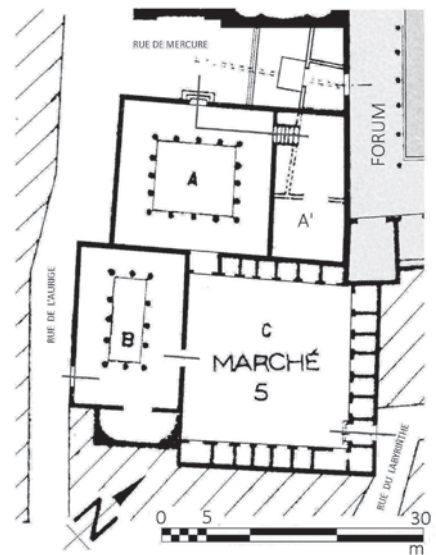 RUE DE MERCURE
FORUM
A
A'
RUE DE L'AURIGE
B
C
MARCHÉ
5
RUE DU LABYRINTHE
N
0 5 30
m